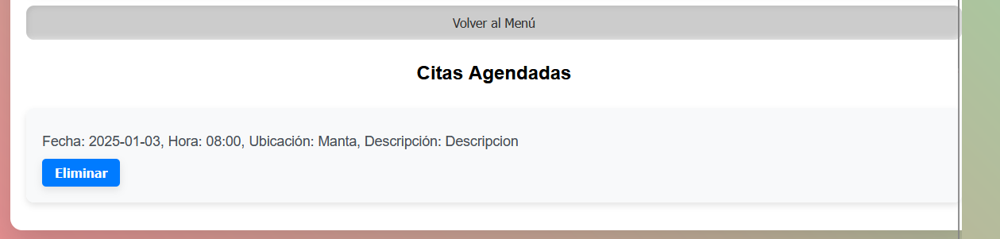 Volver al Menú
Citas Agendadas
Fecha: 2025-01-03, Hora: 08:00, Ubicación: Manta, Descripción: Descripcion
Eliminar